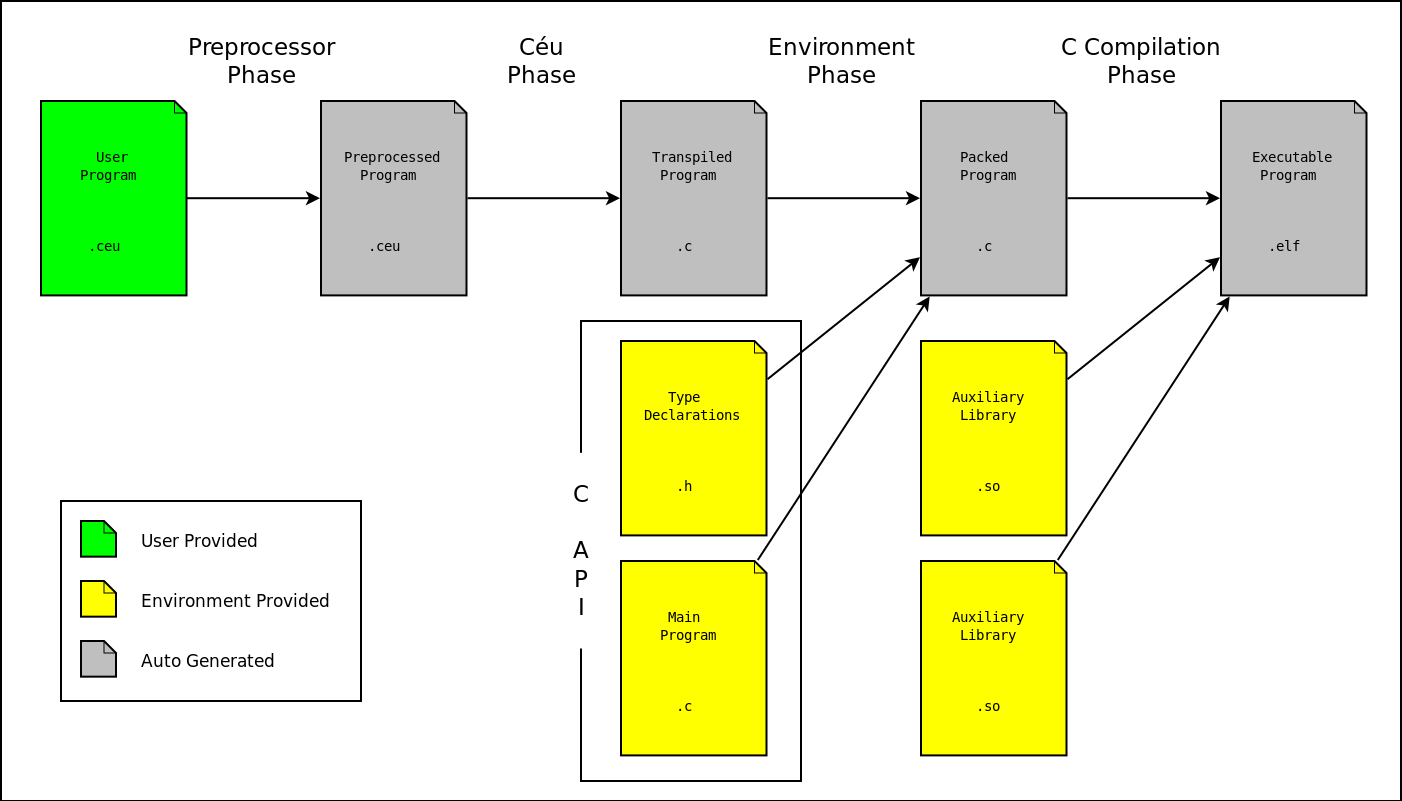 Preprocessor
Phase
Céu
Phase
Environment
Phase
C Compilation
Phase
User
Program
.ceu
Preprocessed
Program
.ceu
Transpiled
Program
.c
Packed
Program
.c
Executable
Program
.elf
C
A
P
I
Type
Declarations
.h
Auxiliary
Library
.so
Main
Program
.c
Auxiliary
Library
.so
User Provided
Environment Provided
Auto Generated